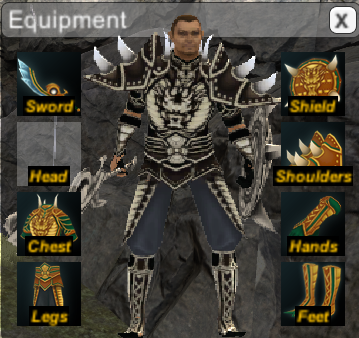 Equipment X
Sword
Shield
Head
Shoulders
Chest
Hands
Legs
Feet